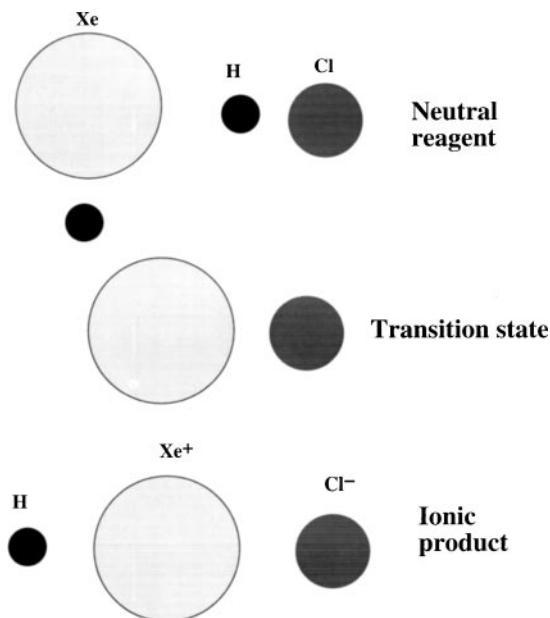 Xe
H
Cl
Neutral
reagent
Transition state
Xe+
H
Cl−
Ionic
product